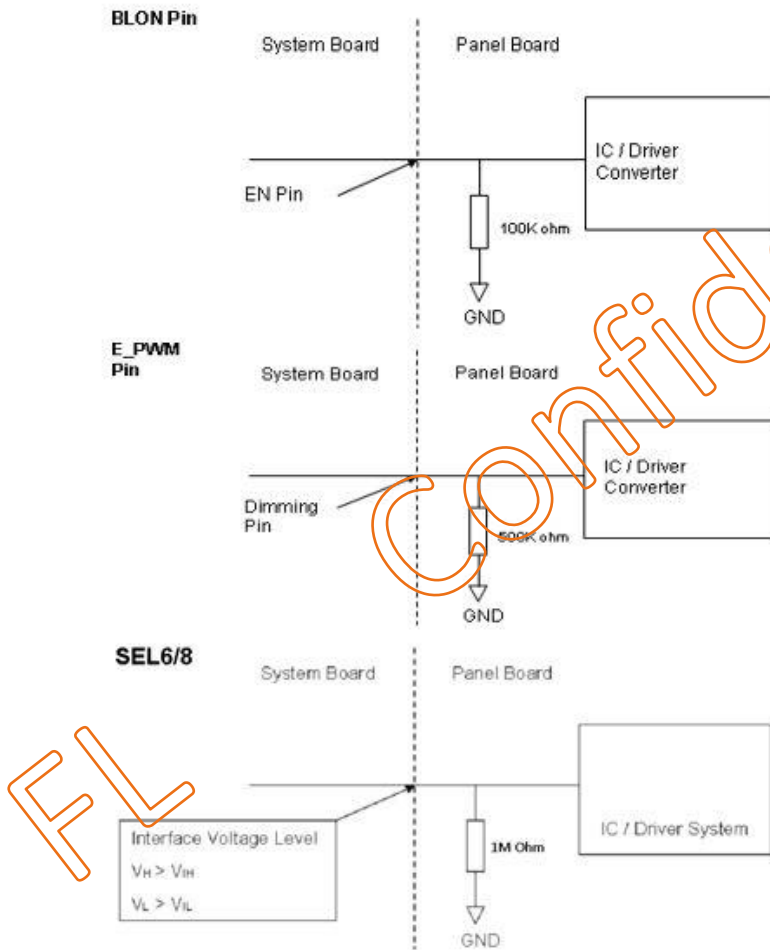 BLON Pin
System Board
Panel Board
IC / Driver
Converter
EN Pin
100K ohm
GND
E_PWM
Pin
System Board
Panel Board
IC / Driver
Converter
Dimming
Pin
500K ohm
GND
SEL6/8
System Board
Panel Board
Interface Voltage Level
VH > VIH
VL > VIL
1M Ohm
IC / Driver System
GND
FL
Confid